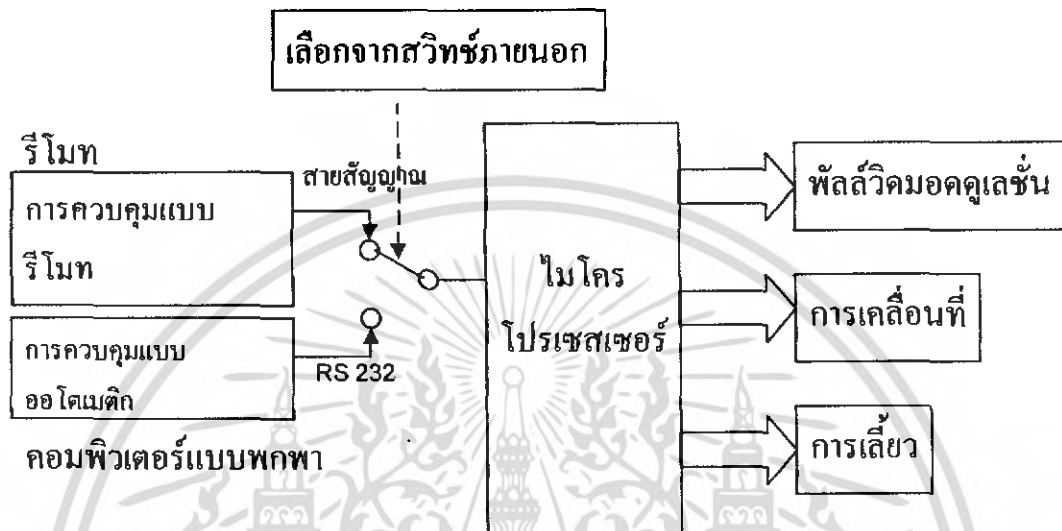 เลือกจากสวิทช์ภายนอก
รีโมท
การควบคุมแบบ
รีโมท
สายสัญญาณ
การควบคุมแบบ
ออโตเมติก
RS 232
คอมพิวเตอร์แบบพกพา
ไมโคร
โปรเซสเซอร์
พัลล์วิดมอดดูเลชั่น
การเคลื่อนที่
การเลี้ยว